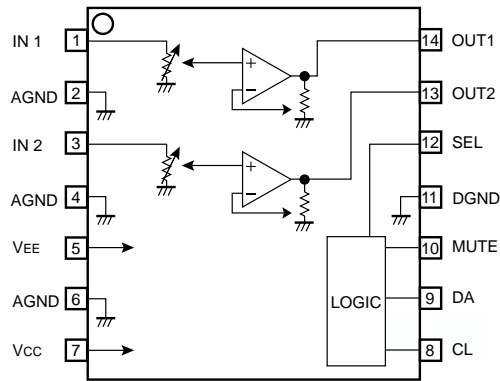 IN 1 1 14 OUT1
+
−
AGND 2 13 OUT2
IN 2 3 12 SEL
+
−
AGND 4 11 DGND
VEE 5 10 MUTE
AGND 6 LOGIC 9 DA
VCC 7 8 CL